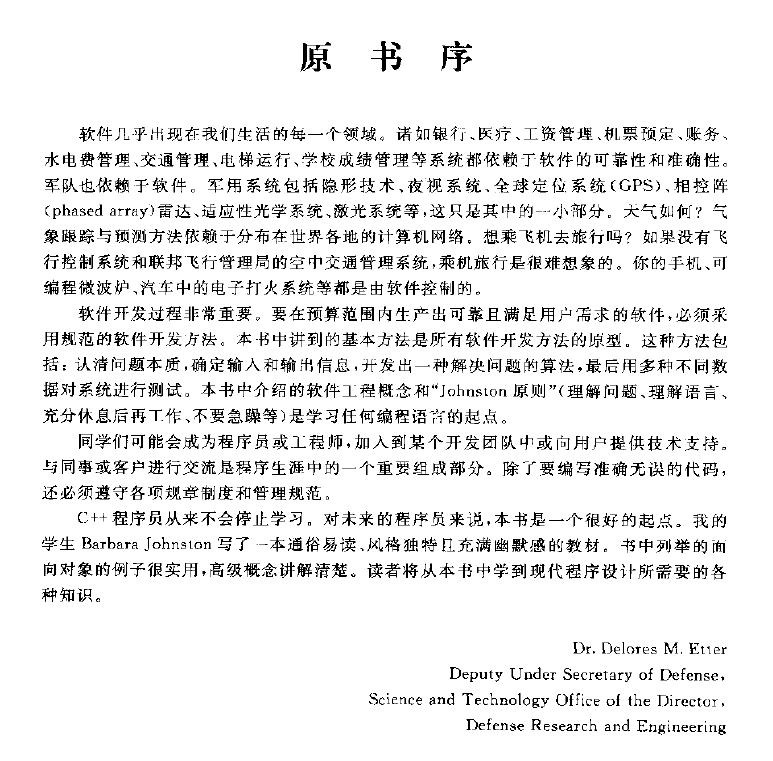 原 书 序
软件几乎出现在我们生活的每一个领域。诸如银行、医疗、工资管理、机票预定、账务、
水电费管理、交通管理、电梯运行、学校成绩管理等系统都依赖于软件的可靠性和准确性。
军队也依赖于软件。军用系统包括隐形技术、夜视系统、全球定位系统(GPS)、相控阵
(phased array)雷达、适应性光学系统、激光系统等,这只是其中的一小部分。天气如何?气
象跟踪与预测方法依赖于分布在世界各地的计算机网络。想乘飞机去旅行吗?如果没有飞
行控制系统和联邦飞行管理局的空中交通管理系统,乘机旅行是很难想象的。你的手机、可
编程微波炉、汽车中的电子打火系统等都是由软件控制的。
软件开发过程非常重要。要在预算范围内生产出可靠且满足用户需求的软件,必须采
用规范的软件开发方法。本书中讲到的基本方法是所有软件开发方法的原型。这种方法包
括:认清问题本质,确定输入和输出信息,开发出一种解决问题的算法,最后用多种不同数
据对系统进行测试。本书中介绍的软件工程概念和“Johnston 原则”(理解问题、理解语言、
充分休息后再工作、不要急躁等)是学习任何编程语言的起点。
同学们可能会成为程序员或工程师,加入到某个开发团队中或向用户提供技术支持。
与同事或客户进行交流是程序生涯中的一个重要组成部分。除了要编写准确无误的代码,
还必须遵守各项规章制度和管理规范。
C++ 程序员从来不会停止学习。对未来的程序员来说,本书是一个很好的起点。我的
学生 Barbara Johnston 写了一本通俗易读、风格独特且充满幽默感的教材。书中列举的面
向对象的例子很实用,高级概念讲解清楚。读者将从本书中学到现代程序设计所需要的各
种知识。
Dr. Delores M. Etter
Deputy Under Secretary of Defense,
Science and Technology Office of the Director,
Defense Research and Engineering